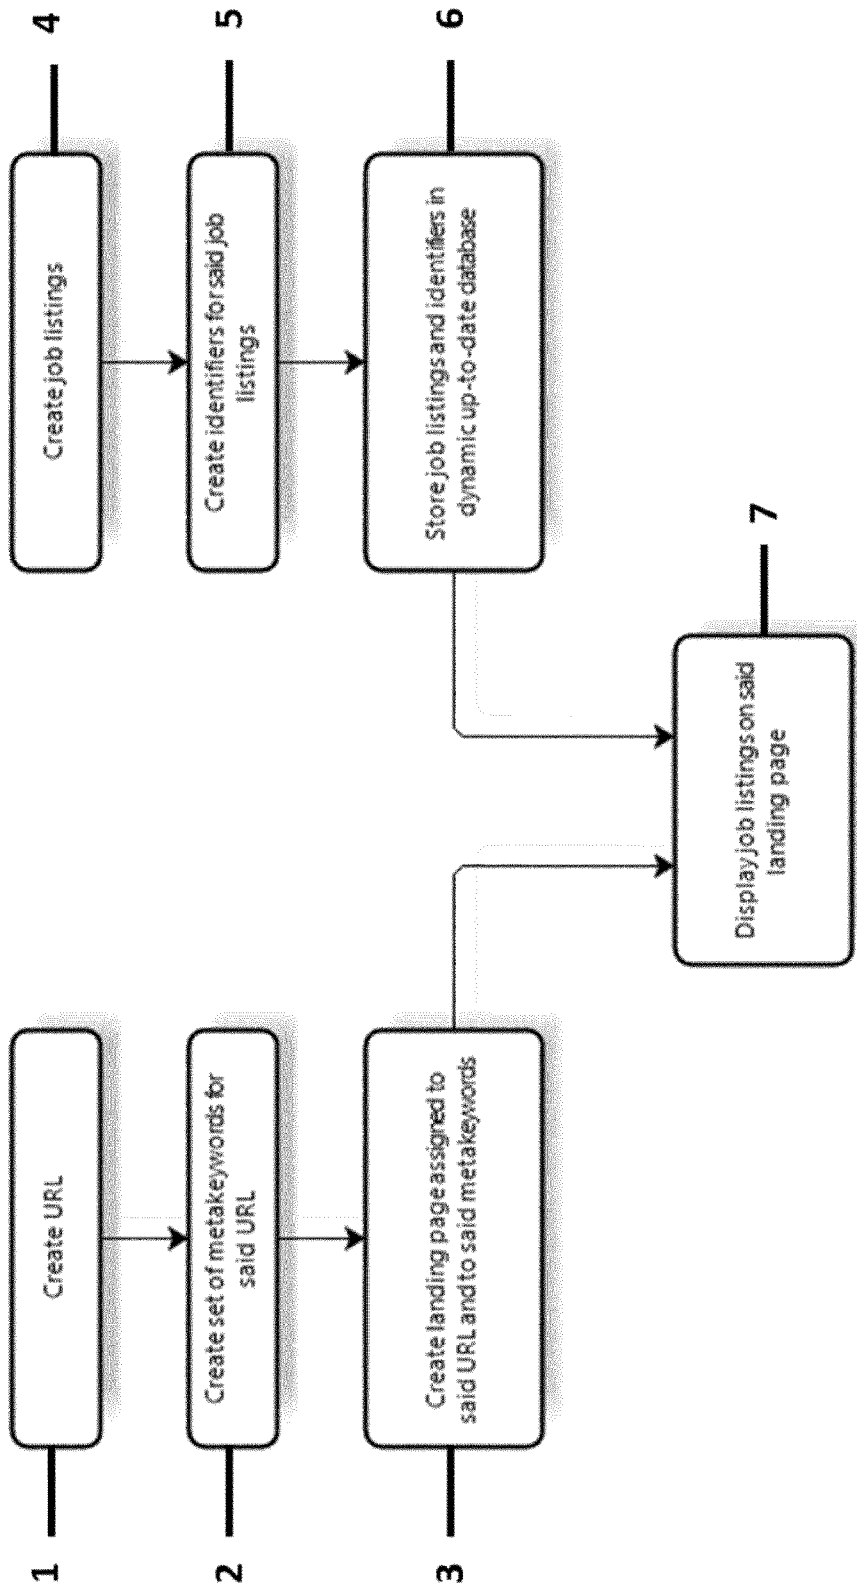 1
Create URL
2
Create set of metakeywords for
said URL
3
Create landing page assigned to
said URL and to said metakeywords
4
Create job listings
5
Create identifiers for said job
listings
6
Store job listings and identifiers in
dynamic up-to-date database
7
Display job listings on said
landing page